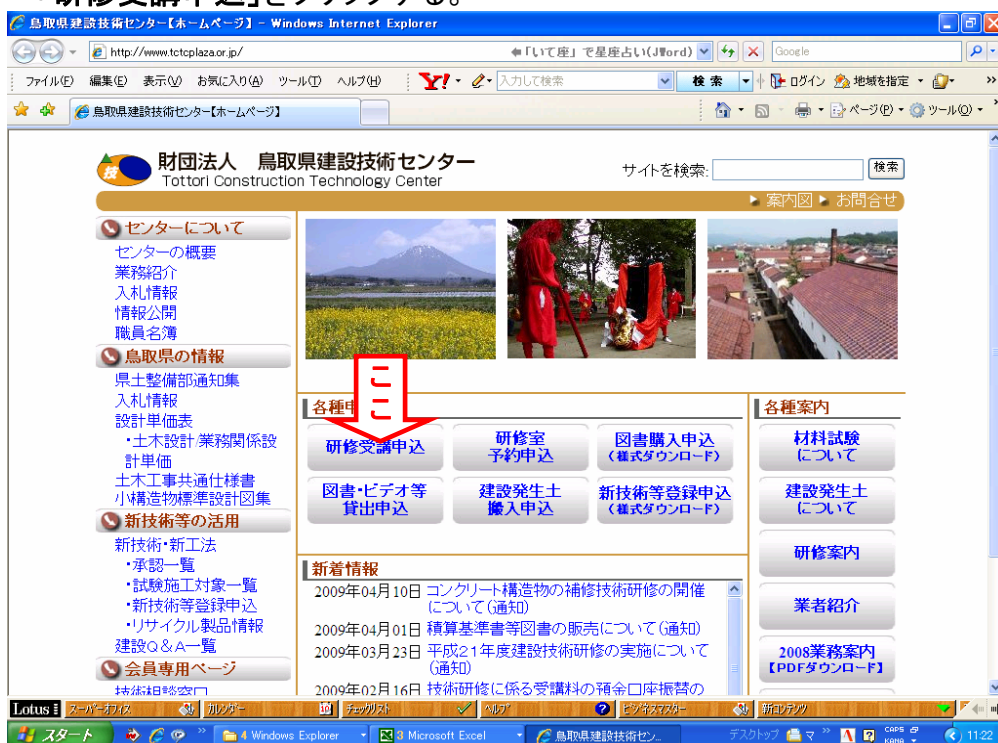 研修受講申込」をクリックする。
鳥取県建設技術センター【ホームページ】 - Windows Internet Explorer
http://www.tctcplaza.or.jp/
「いて座」で星座占い(JWord)
Google
ファイル(F) 編集(E) 表示(V) お気に入り(A) ツール(T) ヘルプ(H)
Y!
入力して検索
検索
ログイン
地域を指定
鳥取県建設技術センター【ホームページ】
ページ(P)
ツール(O)
技
財団法人 鳥取県建設技術センター
Tottori Construction Technology Center
サイトを検索:
検索
案内図
お問合せ
センターについて
センターの概要
業務紹介
入札情報
情報公開
職員名簿
鳥取県の情報
県土整備部通知集
入札情報
設計単価表
・土木設計/業務関係設
計単価
土木工事共通仕様書
小構造物標準設計図集
新技術等の活用
新技術・新工法
・承認一覧
・試験施工対象一覧
・新技術等登録申込
・リサイクル製品情報
建設Q&A一覧
会員専用ページ
技術相談窓口
ここ
各種申
研修受講申込
研修室
予約申込
図書購入申込
(様式ダウンロード)
図書・ビデオ等
貸出申込
建設発生土
搬入申込
新技術等登録申込
(様式ダウンロード)
新着情報
2009年04月10日 コンクリート構造物の補修技術研修の開催
について(通知)
2009年04月01日 積算基準書等図書の販売について(通知)
2009年03月23日 平成21年度建設技術研修の実施について
(通知)
2009年02月16日 技術研修に係る受講料の預金口座振替の
各種案内
材料試験
について
建設発生土
について
研修案内
業者紹介
2008業務案内
【PDFダウンロード】
Lotus
スーパーオフィス
カレンダー
チェックリスト
ヘルプ
ビジネスマスター
新コンテンツ
スタート
4 Windows Explorer
3 Microsoft Excel
鳥取県建設技術セン...
デスクトップ
A
CAPS
KANA
11:22